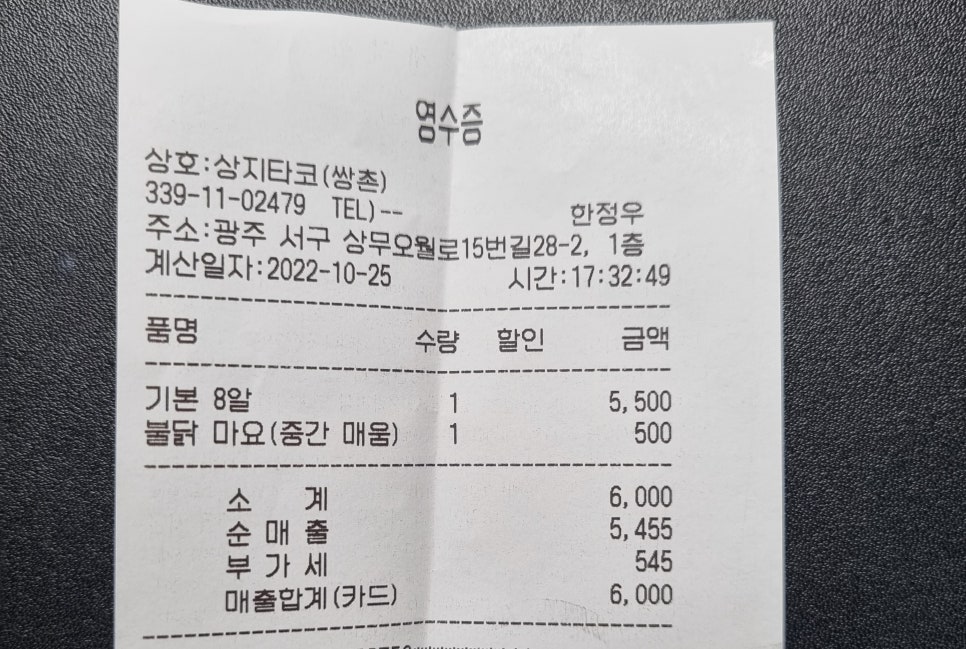 영수증
상호:상지타코(쌍촌)
339-11-02479 TEL)-- 한정우
주소:광주 서구 상무오월로15번길28-2, 1층
계산일자:2022-10-25 시간:17:32:49
품명 수량 할인 금액
기본 8알 1 5,500
불닭 마요(중간 매움) 1 500
소 계 6,000
순 매 출 5,455
부 가 세 545
매출합계(카드) 6,000